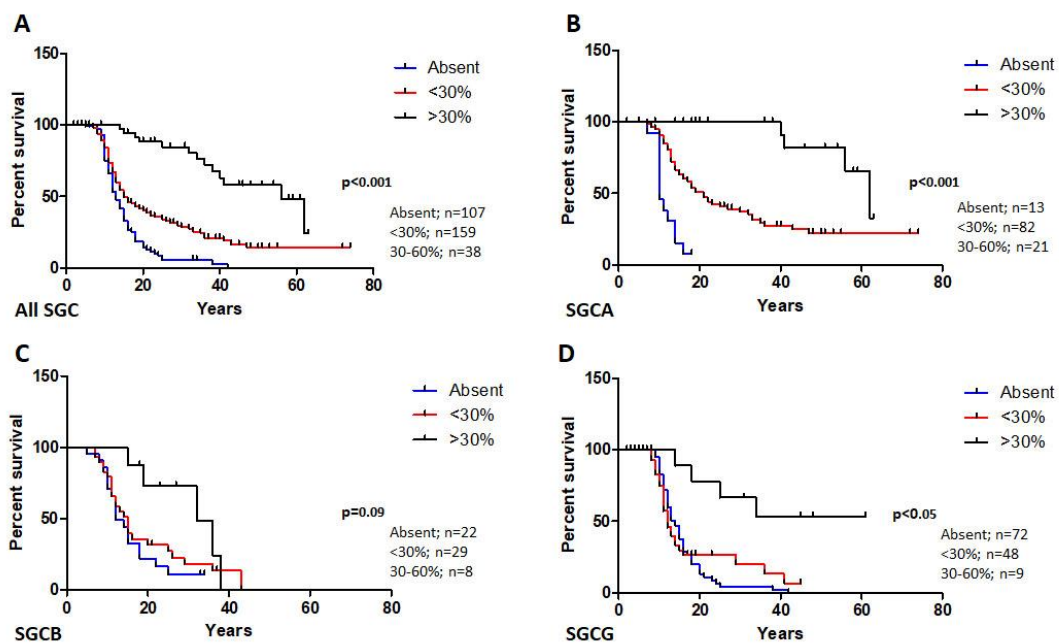 A
150
100
50
0
Percent survival
0
20
40
60
80
Years
Absent
<30%
>30%
p<0.001
Absent; n=107
<30%; n=159
30-60%; n=38
All SGC
B
150
100
50
0
Percent survival
0
20
40
60
80
Years
Absent
<30%
>30%
p<0.001
Absent; n=13
<30%; n=82
30-60%; n=21
SGCA
C
150
100
50
0
Percent survival
0
20
40
60
80
Years
Absent
<30%
>30%
p=0.09
Absent; n=22
<30%; n=29
30-60%; n=8
SGCB
D
150
100
50
0
Percent survival
0
20
40
60
80
Years
Absent
<30%
>30%
p<0.05
Absent; n=72
<30%; n=48
30-60%; n=9
SGCG